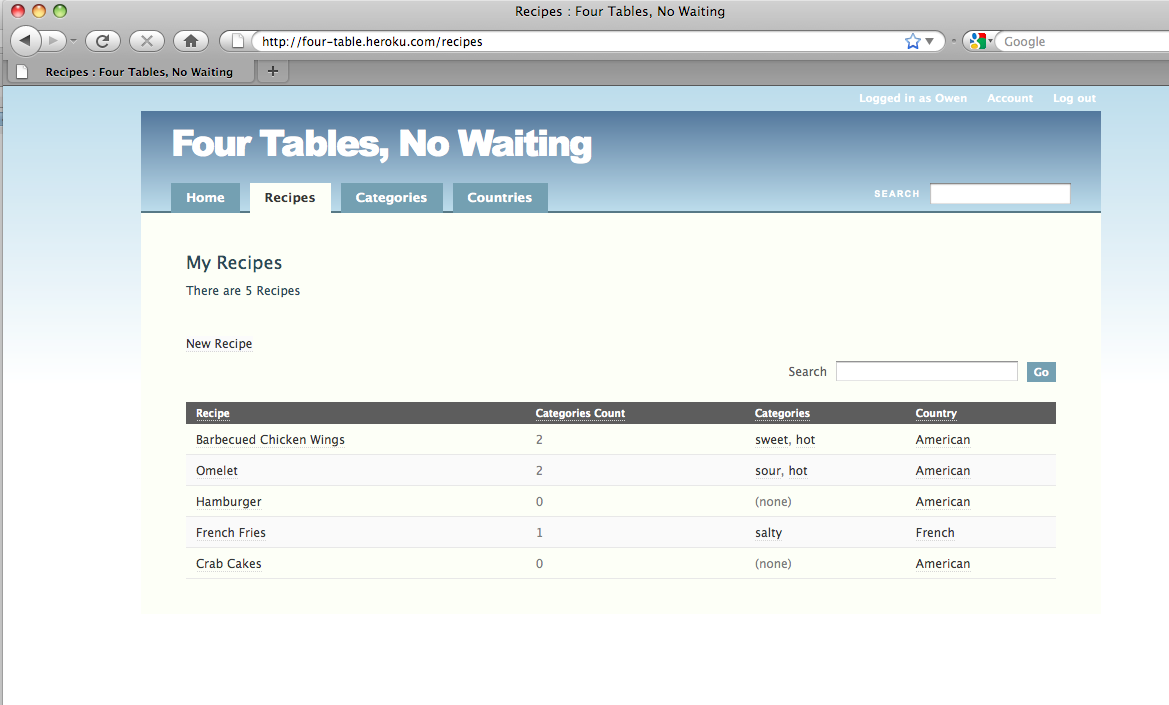 Recipes : Four Tables, No Waiting
http://four-table.heroku.com/recipes
Google
Recipes : Four Tables, No Waiting
Logged in as Owen Account Log out
Four Tables, No Waiting
Home Recipes Categories Countries SEARCH
My Recipes
There are 5 Recipes
New Recipe
Search Go
Recipe Categories Count Categories Country
Barbecued Chicken Wings 2 sweet, hot American
Omelet 2 sour, hot American
Hamburger 0 (none) American
French Fries 1 salty French
Crab Cakes 0 (none) American